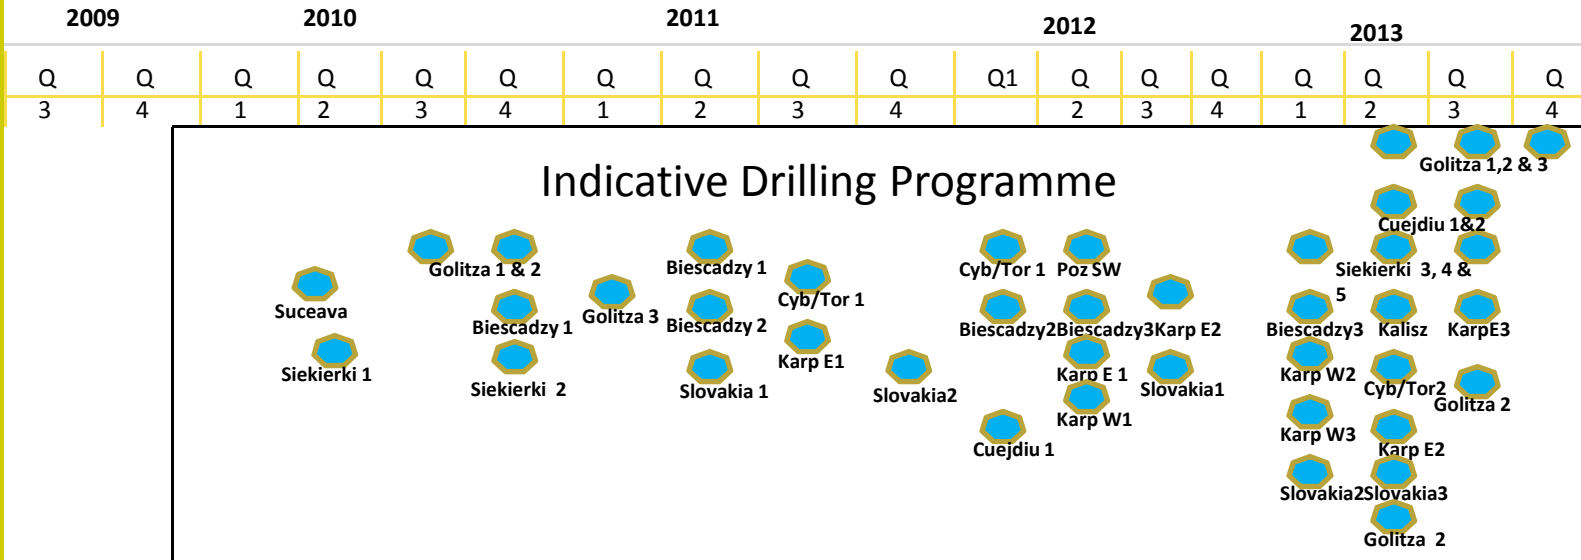 2009 2010 2011 2012 2013
Q Q Q Q Q Q Q Q Q Q Q1 Q Q Q Q Q Q Q
3 4 1 2 3 4 1 2 3 4 2 3 4 1 2 3 4
Indicative Drilling Programme
Golitza 1,2 & 3
Cuejdiu 1&2
Golitza 1 & 2
Biescadzy 1
Cyb/Tor 1
Poz SW
Siekierki 3, 4 &
5
Suceava
Golitza 3
Cyb/Tor 1
Biescadzy 1
Biescadzy 2
Biescadzy2
Biescadzy3
Karp E2
Biescadzy3
Kalisz
KarpE3
Siekierki 1
Siekierki 2
Slovakia 1
Karp E1
Slovakia2
Karp E 1
Slovakia1
Karp W2
Cyb/Tor2
Golitza 2
Cuejdiu 1
Karp W1
Karp W3
Karp E2
Slovakia2
Slovakia3
Golitza 2